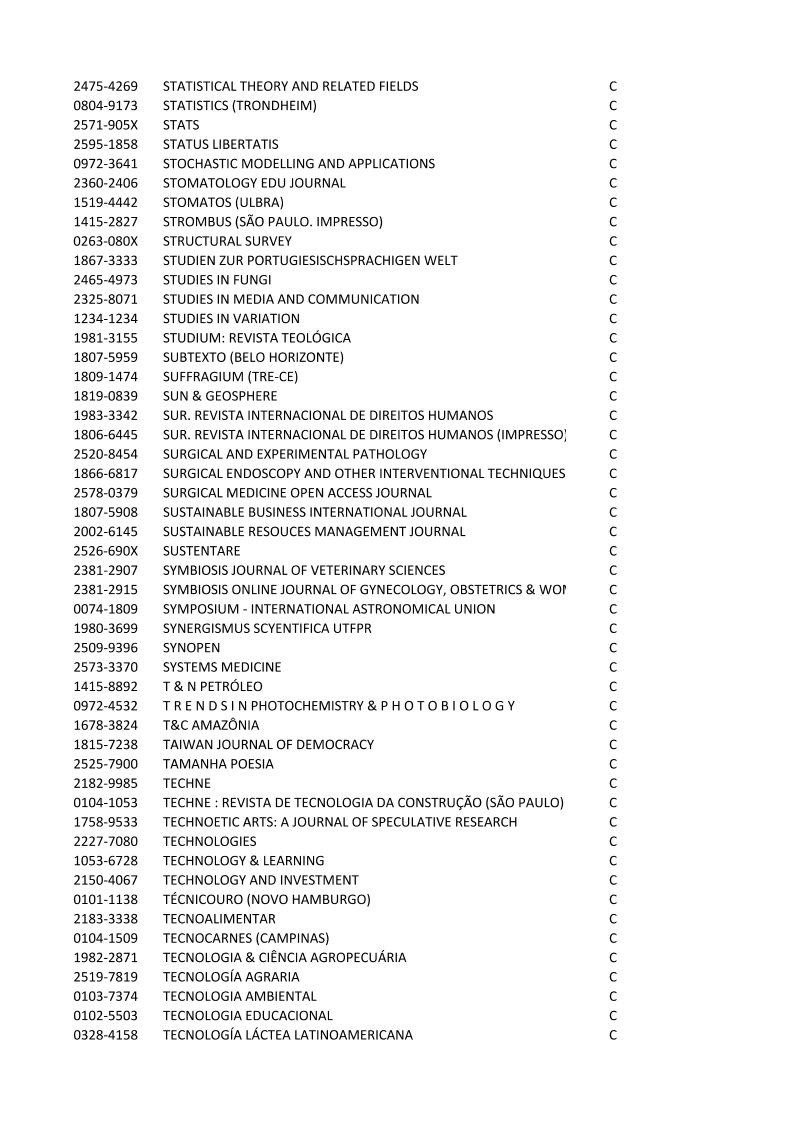 2475-4269 STATISTICAL THEORY AND RELATED FIELDS C
0804-9173 STATISTICS (TRONDHEIM) C
2571-905X STATS C
2595-1858 STATUS LIBERTATIS C
0972-3641 STOCHASTIC MODELLING AND APPLICATIONS C
2360-2406 STOMATOLOGY EDU JOURNAL C
1519-4442 STOMATOS (ULBRA) C
1415-2827 STROMBUS (SÃO PAULO. IMPRESSO) C
0263-080X STRUCTURAL SURVEY C
1867-3333 STUDIEN ZUR PORTUGIESISCHSPRACHIGEN WELT C
2465-4973 STUDIES IN FUNGI C
2325-8071 STUDIES IN MEDIA AND COMMUNICATION C
1234-1234 STUDIES IN VARIATION C
1981-3155 STUDIUM: REVISTA TEOLÓGICA C
1807-5959 SUBTEXTO (BELO HORIZONTE) C
1809-1474 SUFFRAGIUM (TRE-CE) C
1819-0839 SUN & GEOSPHERE C
1983-3342 SUR. REVISTA INTERNACIONAL DE DIREITOS HUMANOS C
1806-6445 SUR. REVISTA INTERNACIONAL DE DIREITOS HUMANOS (IMPRESSO) C
2520-8454 SURGICAL AND EXPERIMENTAL PATHOLOGY C
1866-6817 SURGICAL ENDOSCOPY AND OTHER INTERVENTIONAL TECHNIQUES C
2578-0379 SURGICAL MEDICINE OPEN ACCESS JOURNAL C
1807-5908 SUSTAINABLE BUSINESS INTERNATIONAL JOURNAL C
2002-6145 SUSTAINABLE RESOUCES MANAGEMENT JOURNAL C
2526-690X SUSTENTARE C
2381-2907 SYMBIOSIS JOURNAL OF VETERINARY SCIENCES C
2381-2915 SYMBIOSIS ONLINE JOURNAL OF GYNECOLOGY, OBSTETRICS & WOM C
0074-1809 SYMPOSIUM - INTERNATIONAL ASTRONOMICAL UNION C
1980-3699 SYNERGISMUS SCYENTIFICA UTFPR C
2509-9396 SYNOPEN C
2573-3370 SYSTEMS MEDICINE C
1415-8892 T & N PETRÓLEO C
0972-4532 T R E N D S I N PHOTOCHEMISTRY & P H O T O B I O L O G Y C
1678-3824 T&C AMAZÔNIA C
1815-7238 TAIWAN JOURNAL OF DEMOCRACY C
2525-7900 TAMANHA POESIA C
2182-9985 TECHNE C
0104-1053 TECHNE : REVISTA DE TECNOLOGIA DA CONSTRUÇÃO (SÃO PAULO) C
1758-9533 TECHNOETIC ARTS: A JOURNAL OF SPECULATIVE RESEARCH C
2227-7080 TECHNOLOGIES C
1053-6728 TECHNOLOGY & LEARNING C
2150-4067 TECHNOLOGY AND INVESTMENT C
0101-1138 TÉCNICOURO (NOVO HAMBURGO) C
2183-3338 TECNOALIMENTAR C
0104-1509 TECNOCARNES (CAMPINAS) C
1982-2871 TECNOLOGIA & CIÊNCIA AGROPECUÁRIA C
2519-7819 TECNOLOGÍA AGRARIA C
0103-7374 TECNOLOGIA AMBIENTAL C
0102-5503 TECNOLOGIA EDUCACIONAL C
0328-4158 TECNOLOGÍA LÁCTEA LATINOAMERICANA C